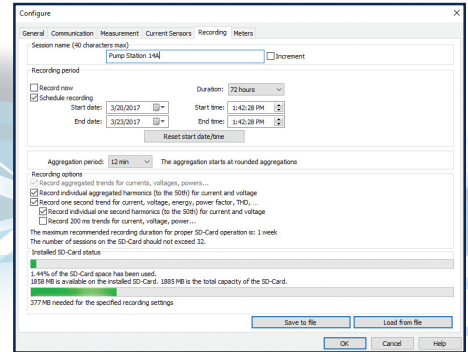 Configure
General Communication Measurement Current Sensors Recording Meters
Session name (40 characters max)
Pump Station 14A
Increment
Recording period
Record now
Duration: 72 hours
Schedule recording
Start date: 3/20/2017 Start time: 1:42:28 PM
End date: 3/23/2017 End time: 1:42:28 PM
Reset start date/time
Aggregation period: 12 min The aggregation starts at rounded aggregations
Recording options
Record aggregated trends for currents, voltages, powers...
Record individual aggregated harmonics (to the 50th) for current and voltage
Record one second trend for current, voltage, energy, power factor, THD, ...
Record individual one second harmonics (to the 50th) for current and voltage
Record 200 ms trends for current, voltage, power...
The maximum recommended recording duration for proper SD-Card operation is: 1 week
The number of sessions on the SD-Card should not exceed 32.
Installed SD-Card status
1.44% of the SD-Card space has been used.
1858 MB is available on the installed SD-Card. 1885 MB is the total capacity of the SD-Card.
377 MB needed for the specified recording settings
Save to file Load from file
OK Cancel Help